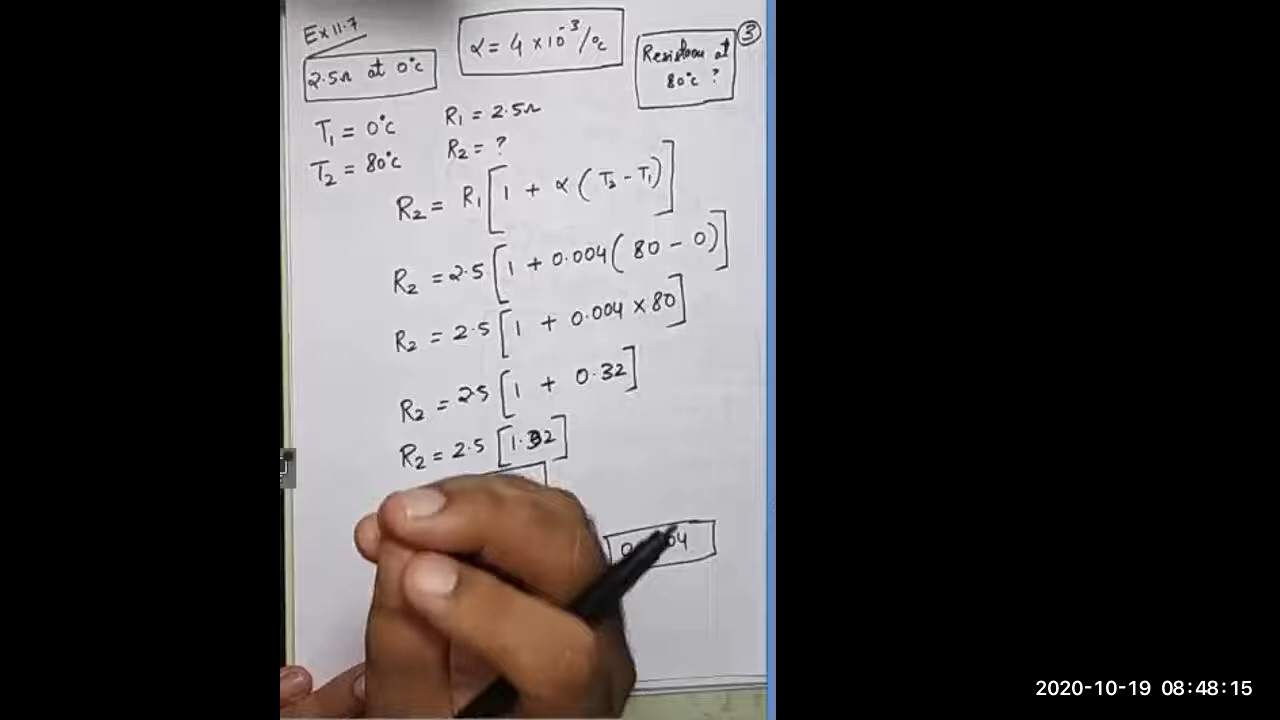 Ex 11.7
2.5Ω at 0°c
α = 4 × 10⁻³/°c
Resistance at
80°c ?
3
T₁ = 0°c
R₁ = 2.5Ω
T₂ = 80°c
R₂ = ?
R₂ = R₁ [1 + α (T₂ - T₁)]
R₂ = 2.5 [1 + 0.004 (80 - 0)]
R₂ = 2.5 [1 + 0.004 × 80]
R₂ = 2.5 [1 + 0.32]
R₂ = 2.5 [1.32]
2020-10-19 08:48:15